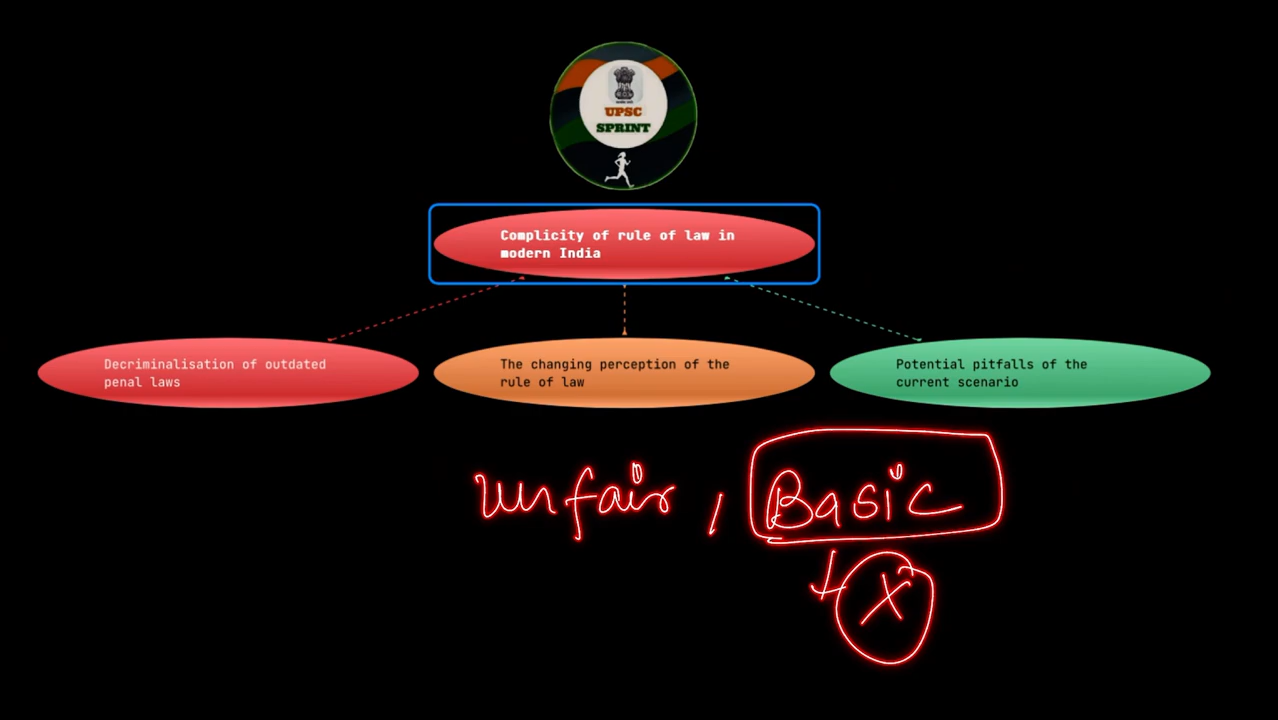 UPSC
SPRINT
Complicity of rule of law in
modern India
Decriminalisation of outdated
penal laws
The changing perception of the
rule of law
Potential pitfalls of the
current scenario
unfair, Basic
X